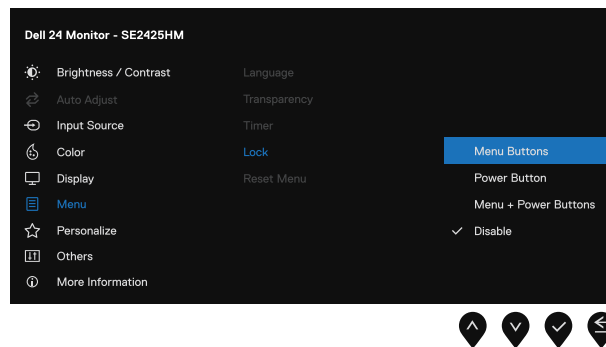 Dell 24 Monitor - SE2425HM
Brightness / Contrast
Auto Adjust
Input Source
Color
Display
Menu
Personalize
Others
More Information
Language
Transparency
Timer
Lock
Reset Menu
Menu Buttons
Power Button
Menu + Power Buttons
Disable